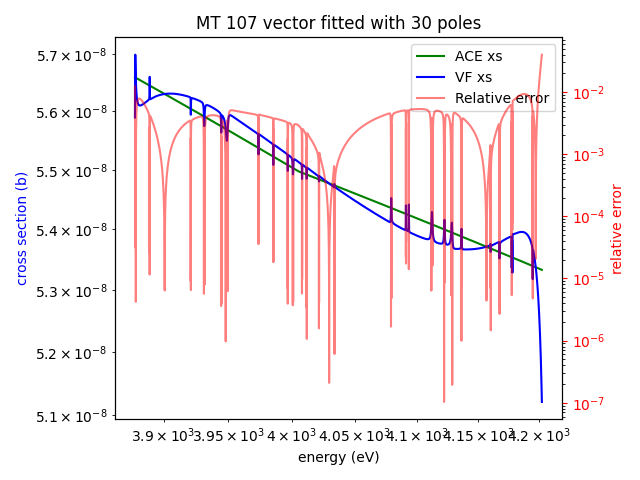 MT 107 vector fitted with 30 poles
ACE xs
VF xs
Relative error
cross section (b)
5.7 × 10⁻⁸
5.6 × 10⁻⁸
5.5 × 10⁻⁸
5.4 × 10⁻⁸
5.3 × 10⁻⁸
5.2 × 10⁻⁸
5.1 × 10⁻⁸
10⁻²
10⁻³
10⁻⁴
10⁻⁵
10⁻⁶
10⁻⁷
relative error
3.9 × 10³ 3.95 × 10³ 4 × 10³ 4.05 × 10³ 4.1 × 10³ 4.15 × 10³ 4.2 × 10³
energy (eV)